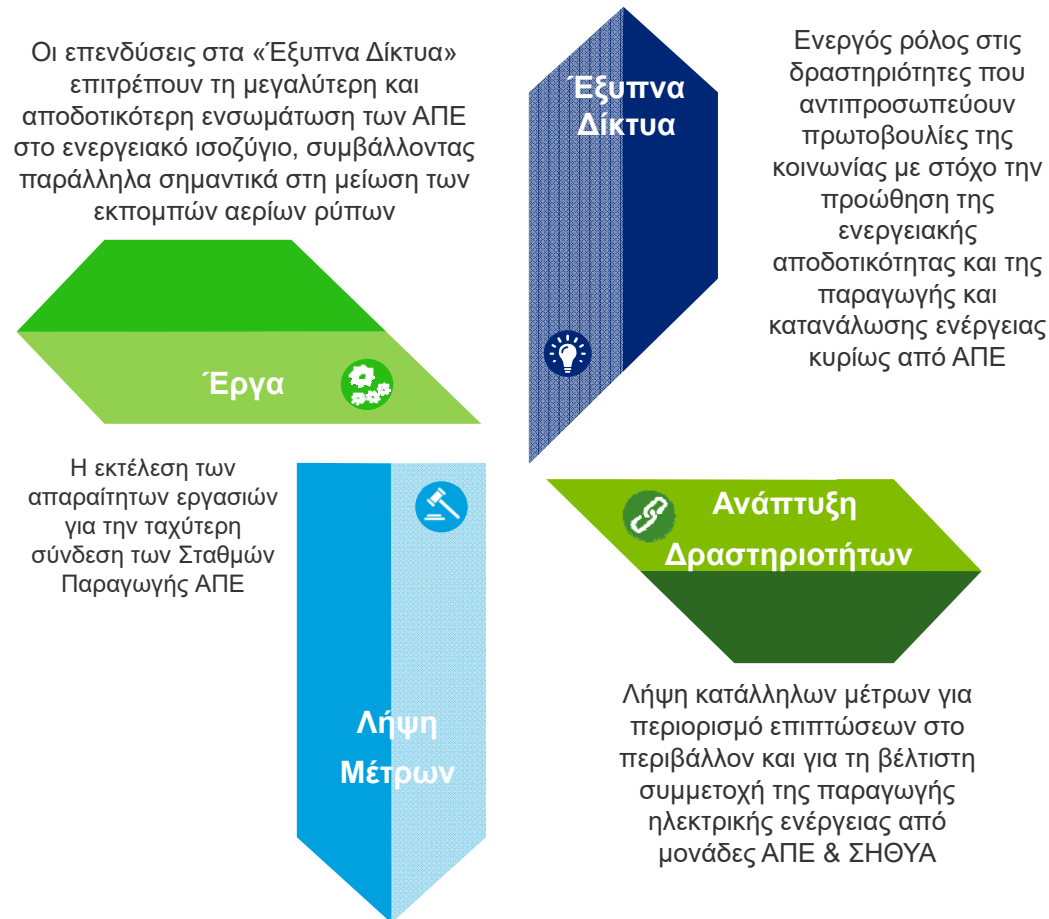 Οι επενδύσεις στα «Έξυπνα Δίκτυα»
επιτρέπουν τη μεγαλύτερη και
αποδοτικότερη ενσωμάτωση των ΑΠΕ
στο ενεργειακό ισοζύγιο, συμβάλλοντας
παράλληλα σημαντικά στη μείωση των
εκπομπών αερίων ρύπων
Έξυπνα
Δίκτυα
Ενεργός ρόλος στις
δραστηριότητες που
αντιπροσωπεύουν
πρωτοβουλίες της
κοινωνίας με στόχο την
προώθηση της
ενεργειακής
αποδοτικότητας και της
παραγωγής και
κατανάλωσης ενέργειας
κυρίως από ΑΠΕ
Έργα
Η εκτέλεση των
απαραίτητων εργασιών
για την ταχύτερη
σύνδεση των Σταθμών
Παραγωγής ΑΠΕ
Λήψη
Μέτρων
Ανάπτυξη
Δραστηριοτήτων
Λήψη κατάλληλων μέτρων για
περιορισμό επιπτώσεων στο
περιβάλλον και για τη βέλτιστη
συμμετοχή της παραγωγής
ηλεκτρικής ενέργειας από
μονάδες ΑΠΕ & ΣΗΘΥΑ